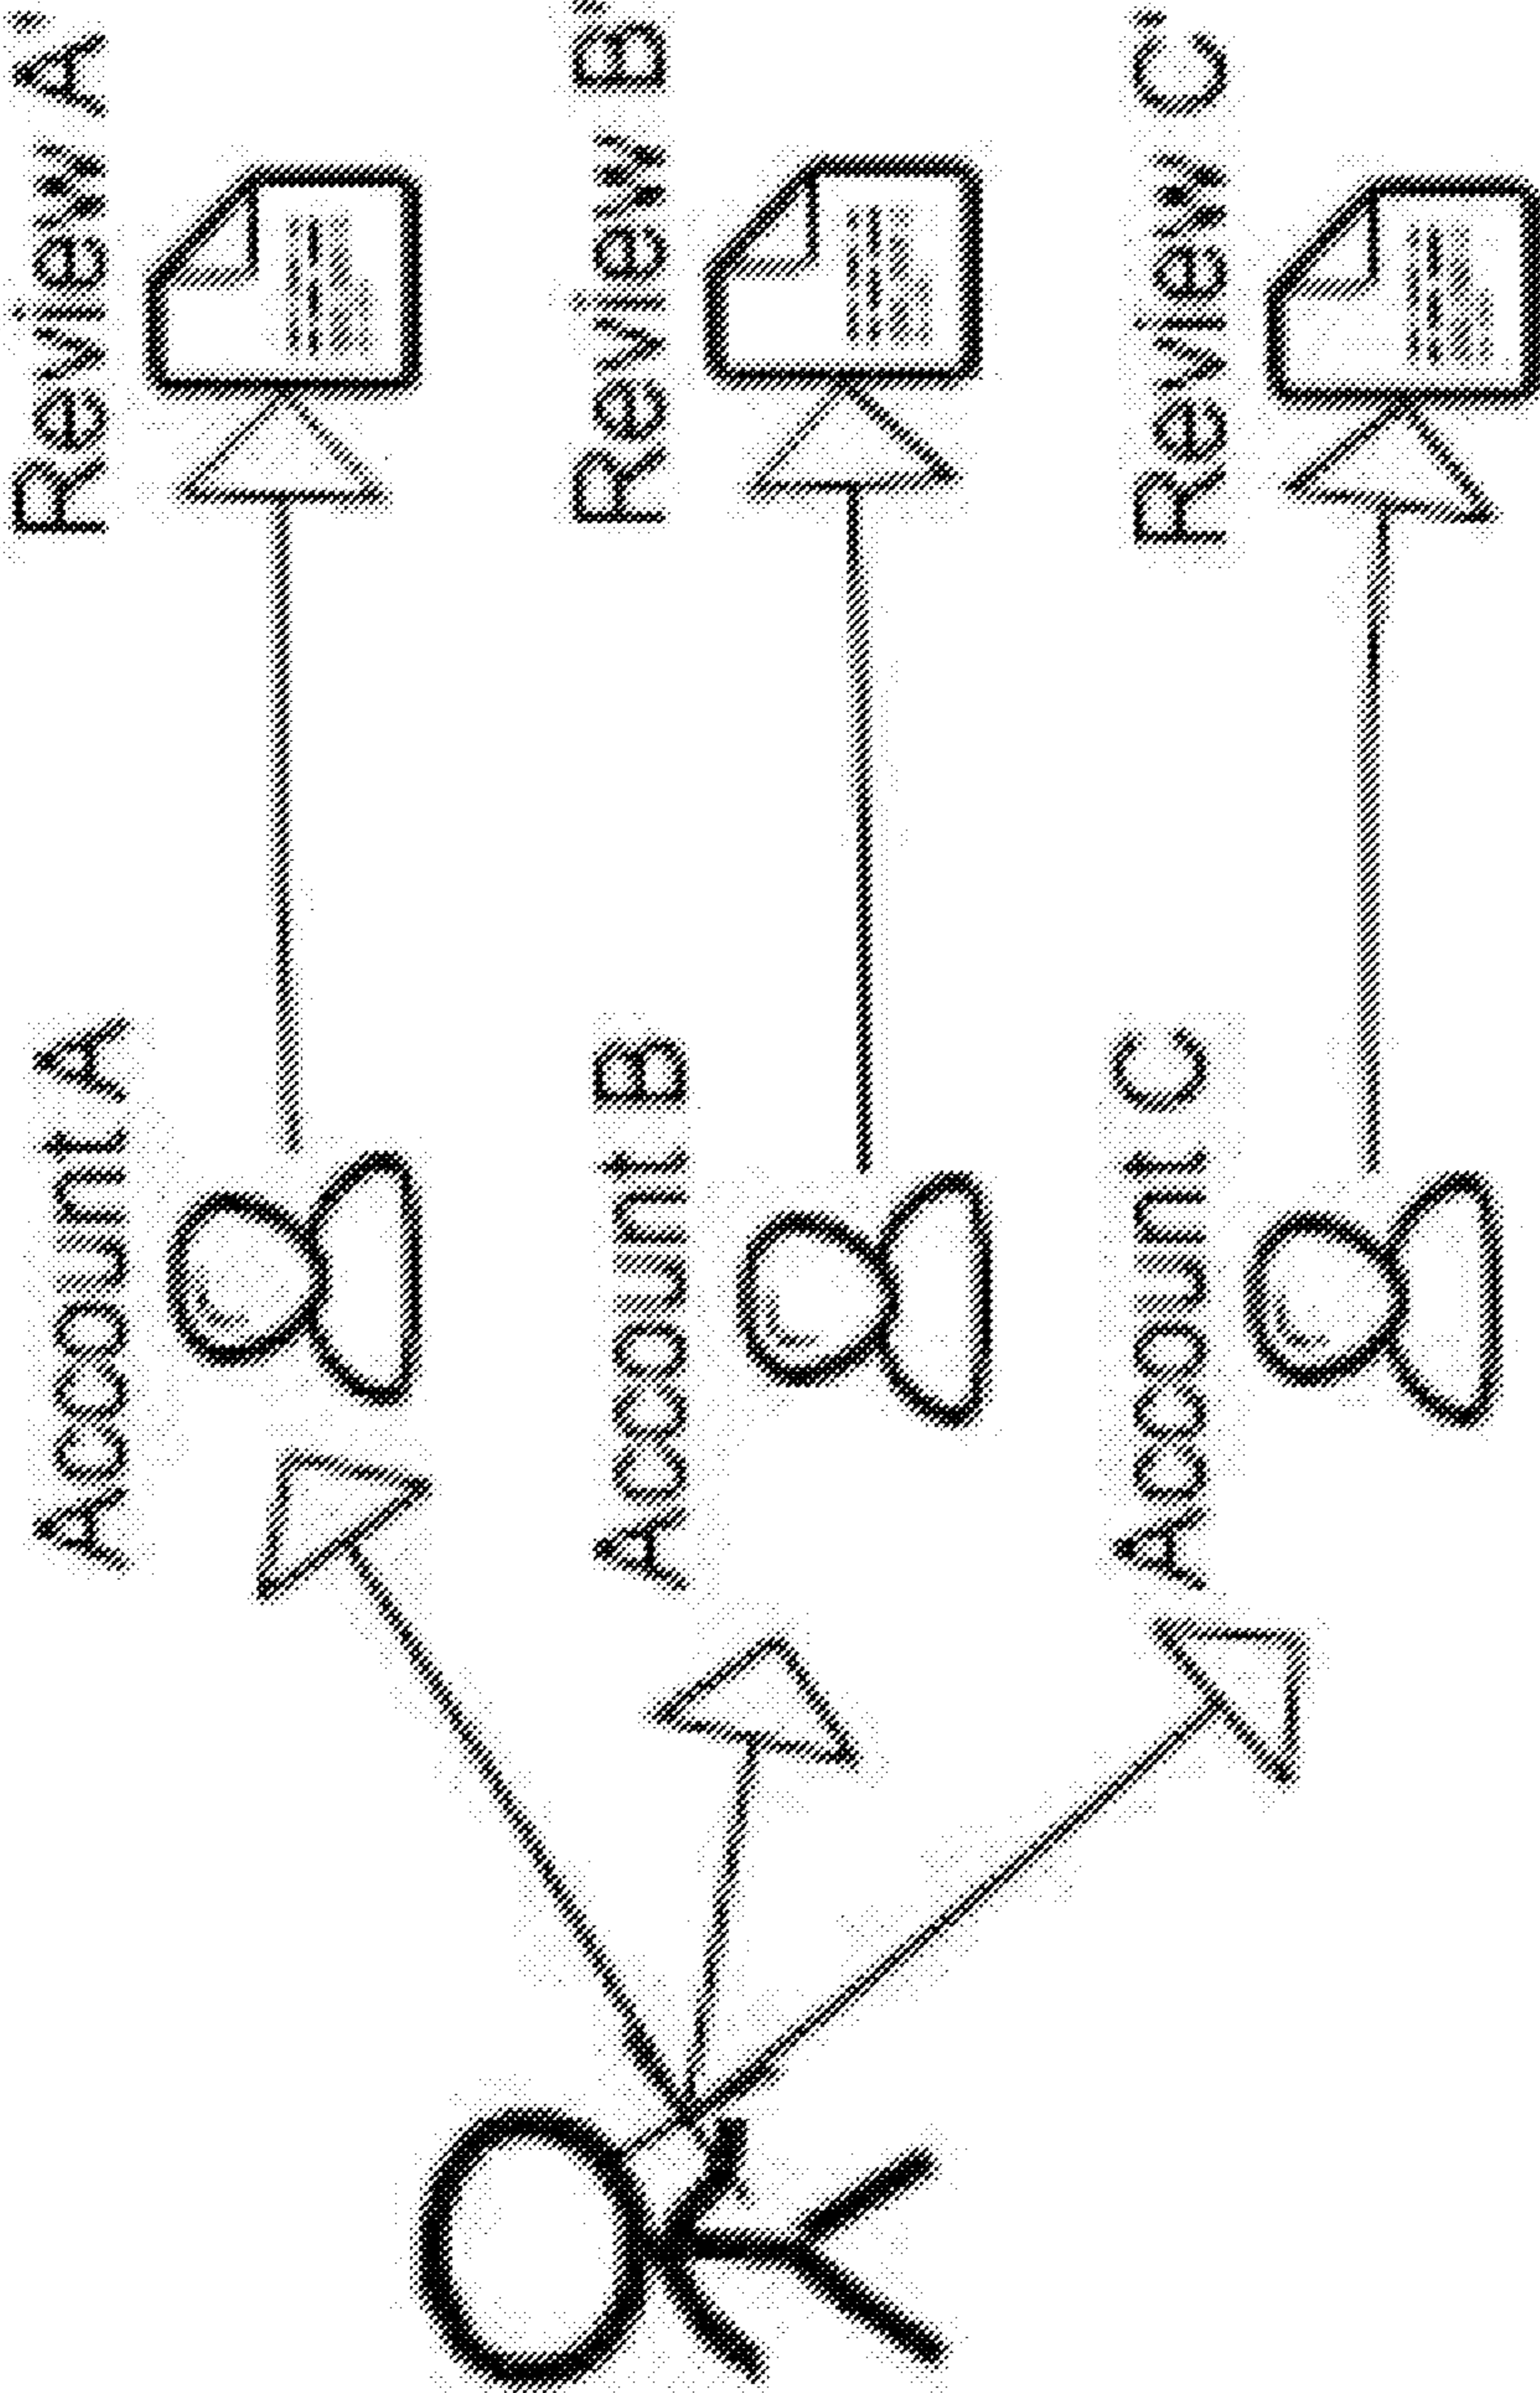 Account A
Review A'
Account B
Review B'
Account C
Review C'